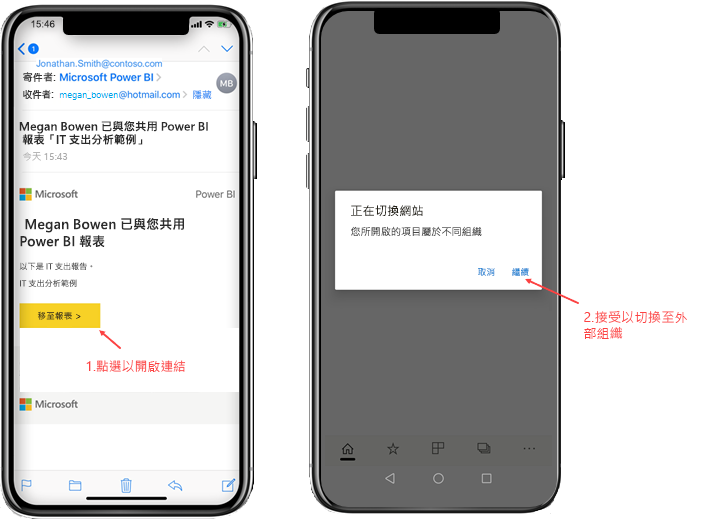 15:46
1
Jonathan.Smith@contoso.com
寄件者: Microsoft Power BI
MB
收件者: megan_bowen@hotmail.com 隱藏
Megan Bowen 已與您共用 Power BI
報表「IT 支出分析範例」
今天 15:43
Microsoft Power BI
Megan Bowen 已與您共用
Power BI 報表
以下是 IT 支出報告。
IT 支出分析範例
移至報表 >
1.點選以開啟連結
Microsoft
正在切換網站
您所開啟的項目屬於不同組織
取消 繼續
2.接受以切換至外
部組織